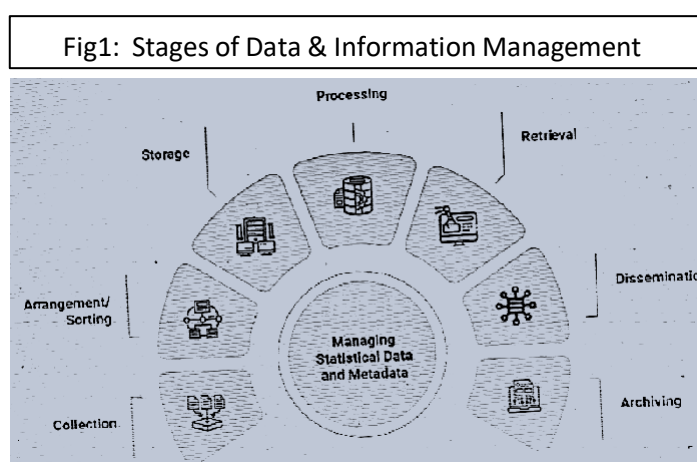 Fig1: Stages of Data & Information Management
Processing
Storage
Retrieval
Arrangement/
Sorting
Disseminatio
Managing
Statistical Data
and Metadata
Collection
Archiving